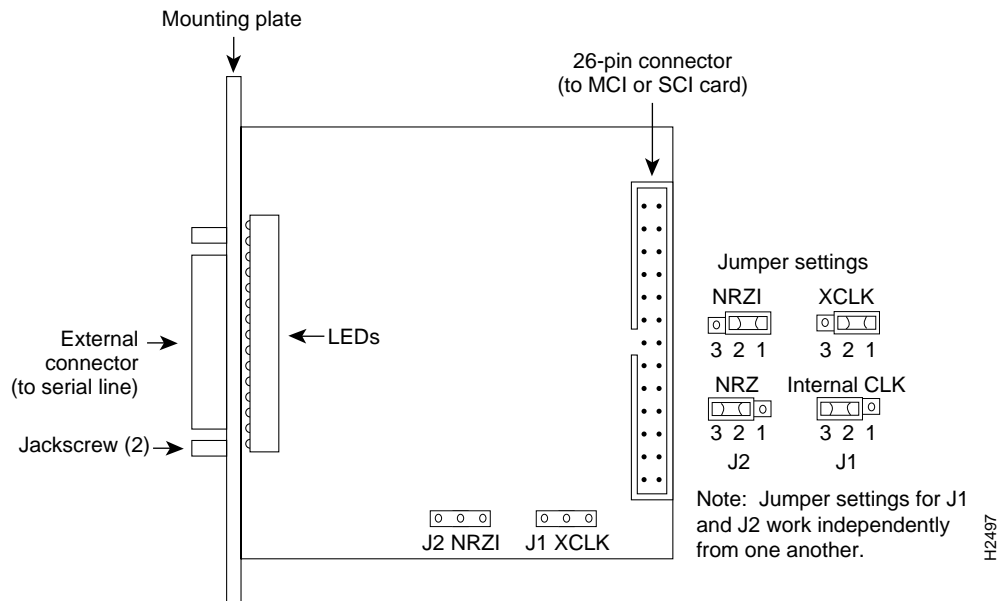 Mounting plate
26-pin connector
(to MCI or SCI card)
External
connector
(to serial line)
LEDs
Jackscrew (2)
J2 NRZI
J1 XCLK
Jumper settings
NRZI
XCLK
3 2 1
3 2 1
NRZ
Internal CLK
3 2 1
3 2 1
J2
J1
Note: Jumper settings for J1
and J2 work independently
from one another.
H2497